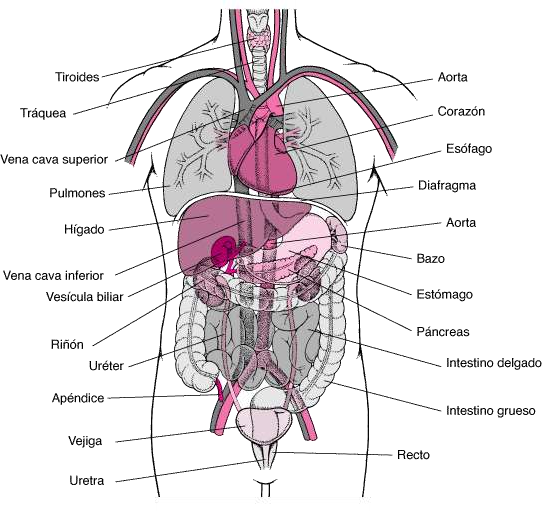 Tiroides
Tráquea
Vena cava superior
Pulmones
Hígado
Vena cava inferior
Vesícula biliar
Riñón
Uréter
Apéndice
Vejiga
Uretra
Aorta
Corazón
Esófago
Diafragma
Aorta
Bazo
Estómago
Páncreas
Intestino delgado
Intestino grueso
Recto